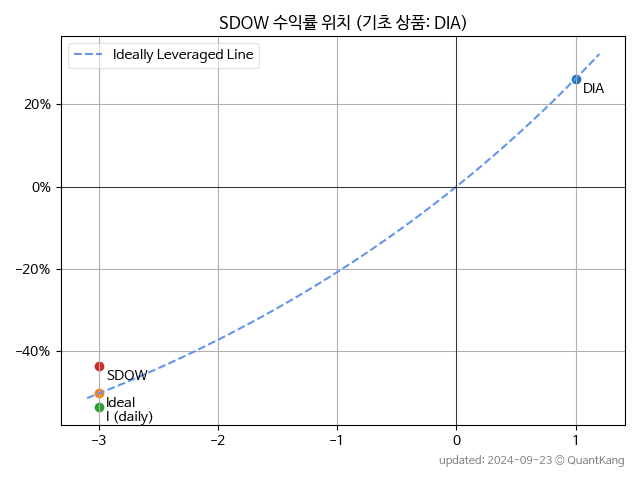 SDOW 수익률 위치 (기초 상품: DIA)
Ideally Leveraged Line
20%
0%
−20%
−40%
DIA
SDOW
Ideal
I (daily)
−3
−2
−1
0
1
updated: 2024-09-23 © QuantKang